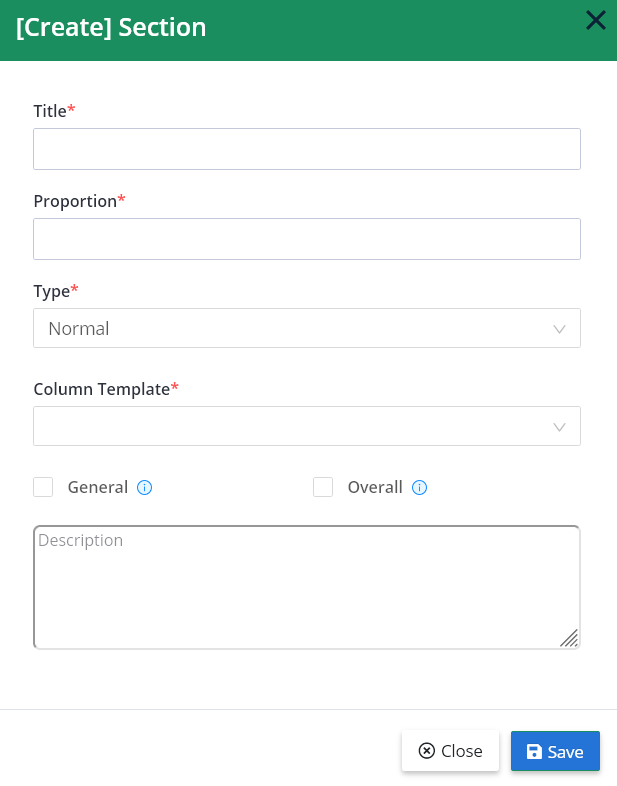 [Create] Section
Title*
Proportion*
Type*
Normal
Column Template*
General
Overall
Description
Close
Save